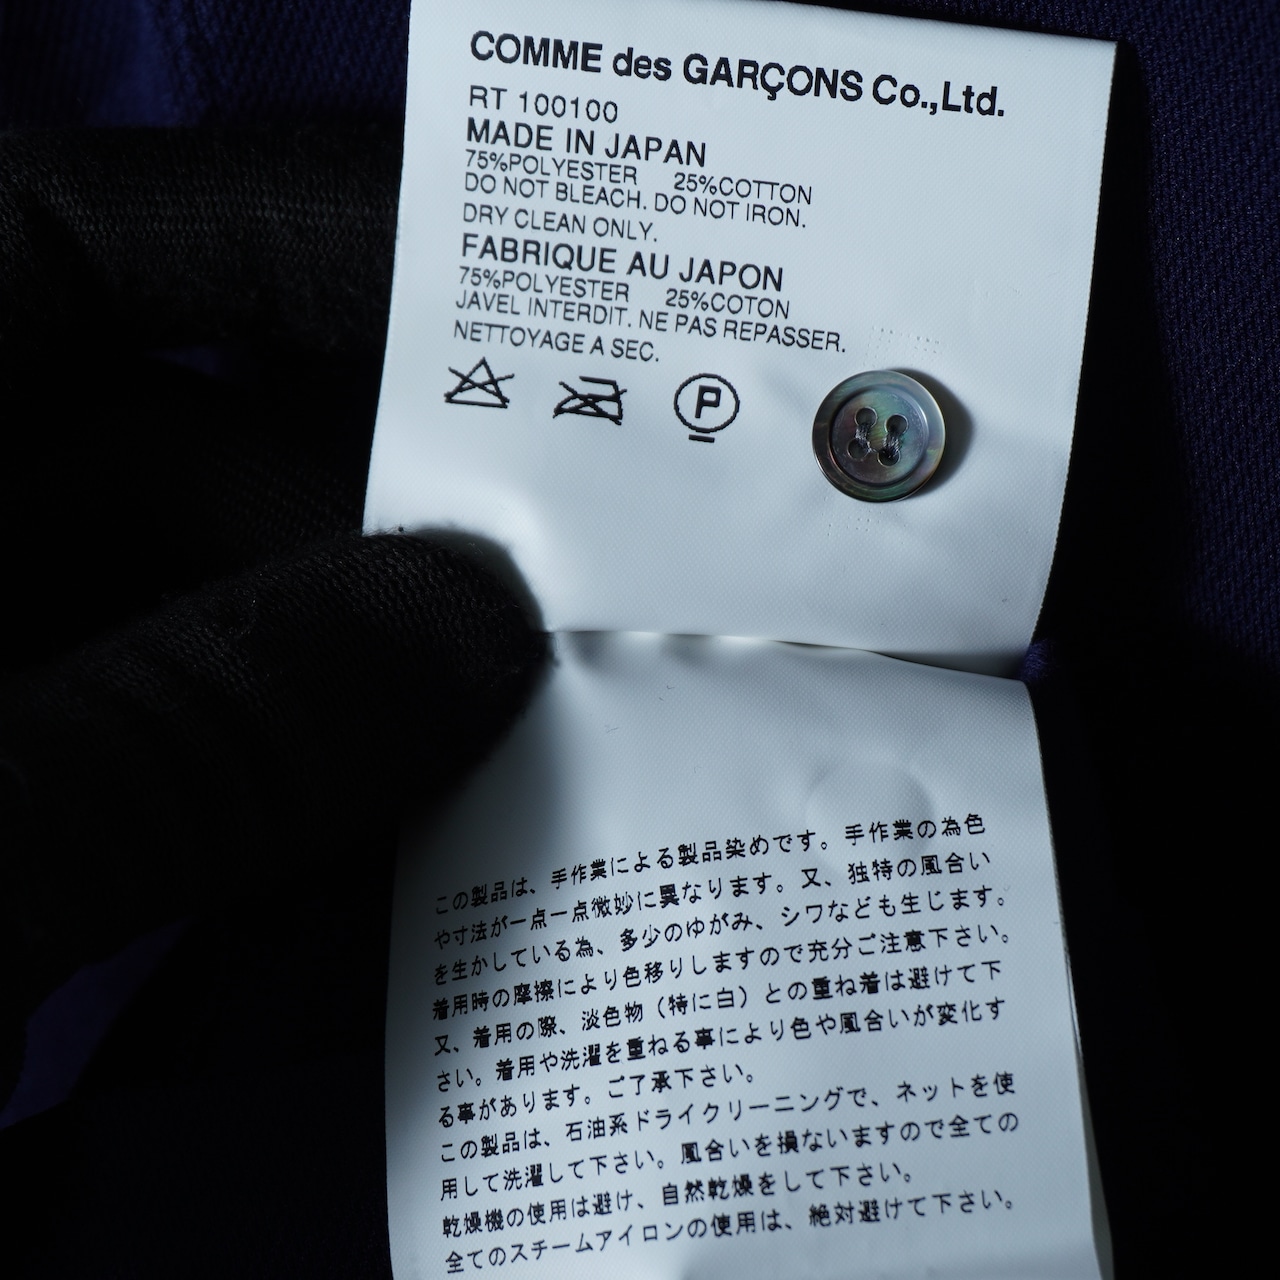 COMME des GARÇONS Co.,Ltd.
RT 100100
MADE IN JAPAN
75%POLYESTER 25%COTTON
DO NOT BLEACH. DO NOT IRON.
DRY CLEAN ONLY.
FABRIQUE AU JAPON
75%POLYESTER 25%COTON
JAVEL INTERDIT. NE PAS REPASSER.
NETTOYAGE A SEC.
P
この製品は、手作業による製品染めです。手作業の為色
や寸法が一点一点微妙に異なります。又、独特の風合い
を生かしている為、多少のゆがみ、シワなども生じます。
着用時の摩擦により色移りしますので充分ご注意下さい。
又、着用の際、淡色物（特に白）との重ね着は避けて下
さい。着用や洗濯を重ねる事により色や風合いが変化す
る事があります。ご了承下さい。
この製品は、石油系ドライクリーニングで、ネットを使
用して洗濯して下さい。風合いを損ないますので全ての
乾燥機の使用は避け、自然乾燥をして下さい。
全てのスチームアイロンの使用は、絶対避けて下さい。